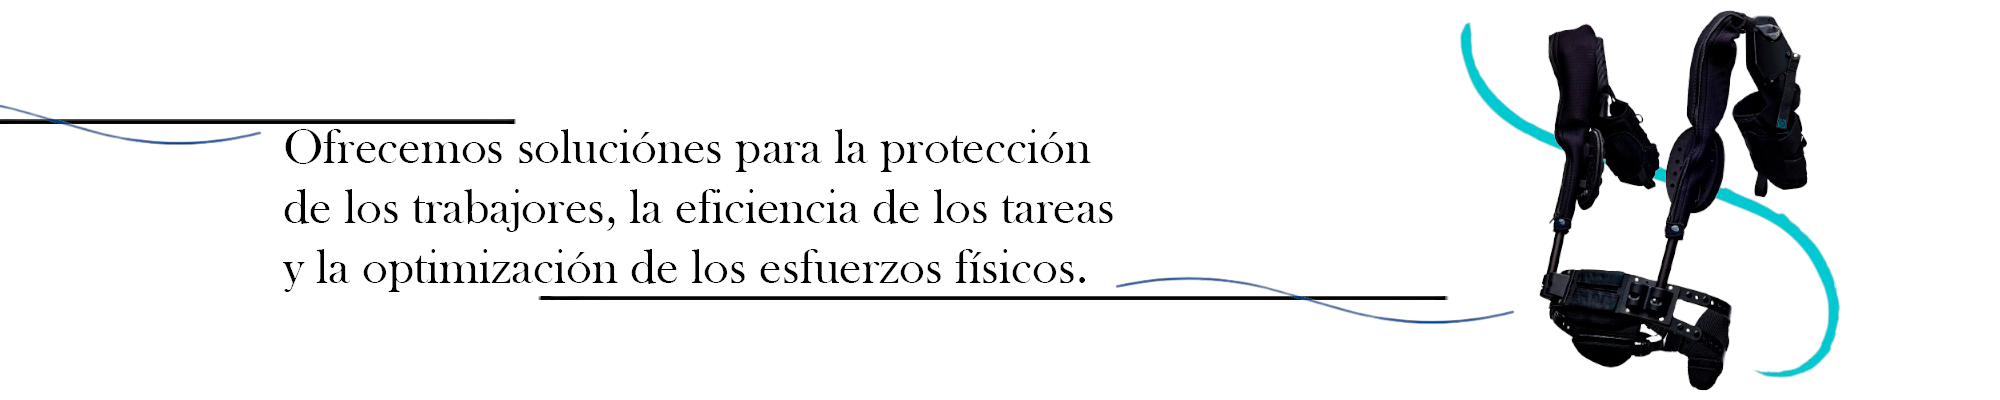 Ofrecemos soluciónes para la protección
de los trabajores, la eficiencia de los tareas
y la optimización de los esfuerzos físicos.